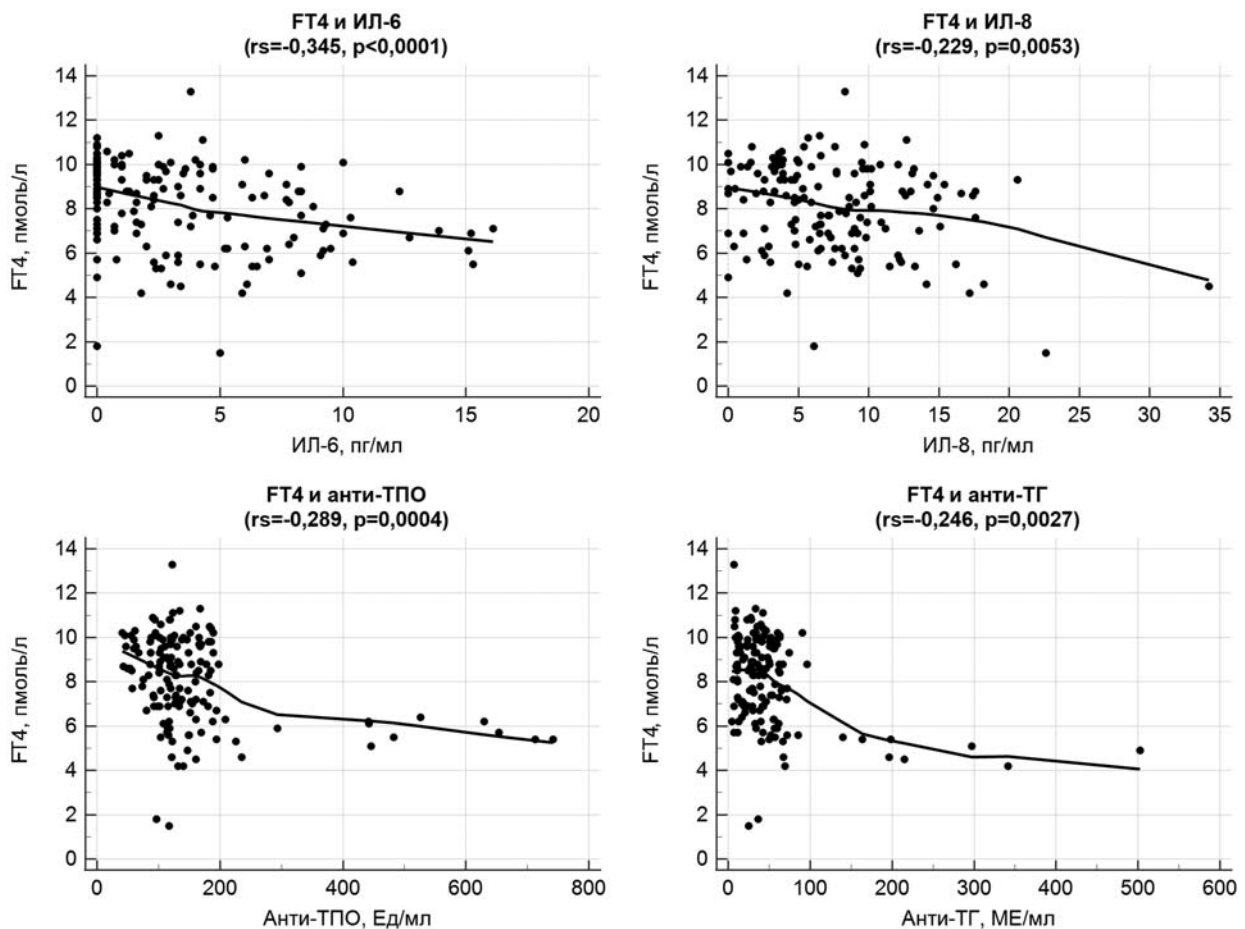 FT4 и ИЛ-6
(rs=-0,345, p<0,0001)
FT4, пмоль/л
14
12
10
8
6
4
2
0
0 5 10 15 20
ИЛ-6, пг/мл
FT4 и ИЛ-8
(rs=-0,229, p=0,0053)
FT4, пмоль/л
14
12
10
8
6
4
2
0
0 5 10 15 20 25 30 35
ИЛ-8, пг/мл
FT4 и анти-ТПО
(rs=-0,289, p=0,0004)
FT4, пмоль/л
14
12
10
8
6
4
2
0
0 200 400 600 800
Анти-ТПО, Ед/мл
FT4 и анти-ТГ
(rs=-0,246, p=0,0027)
FT4, пмоль/л
14
12
10
8
6
4
2
0
0 100 200 300 400 500 600
Анти-ТГ, МЕ/мл